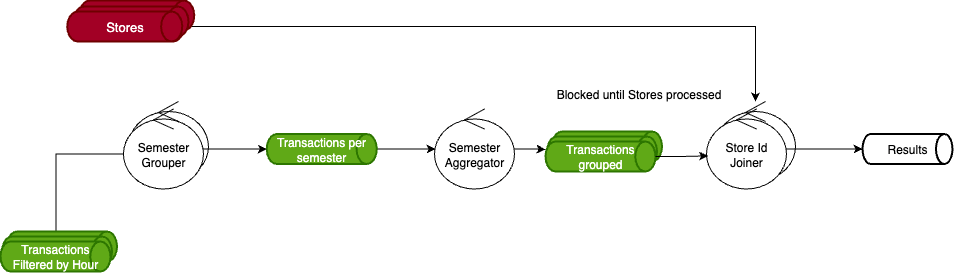 Stores
Blocked until Stores processed
Semester
Grouper
Transactions per
semester
Semester
Aggregator
Transactions
grouped
Store Id
Joiner
Results
Transactions
Filtered by Hour